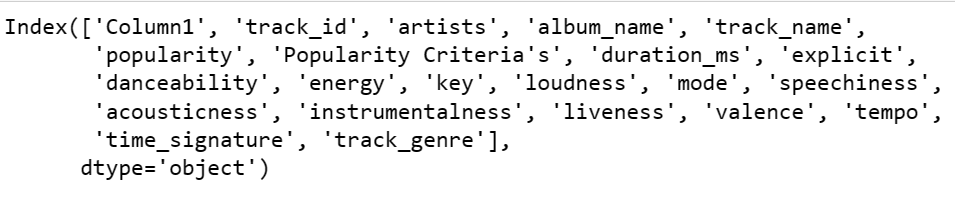 Index(['Column1', 'track_id', 'artists', 'album_name', 'track_name',
'popularity', 'Popularity Criteria's', 'duration_ms', 'explicit',
'danceability', 'energy', 'key', 'loudness', 'mode', 'speechiness',
'acousticness', 'instrumentalness', 'liveness', 'valence', 'tempo',
'time_signature', 'track_genre'],
dtype='object')